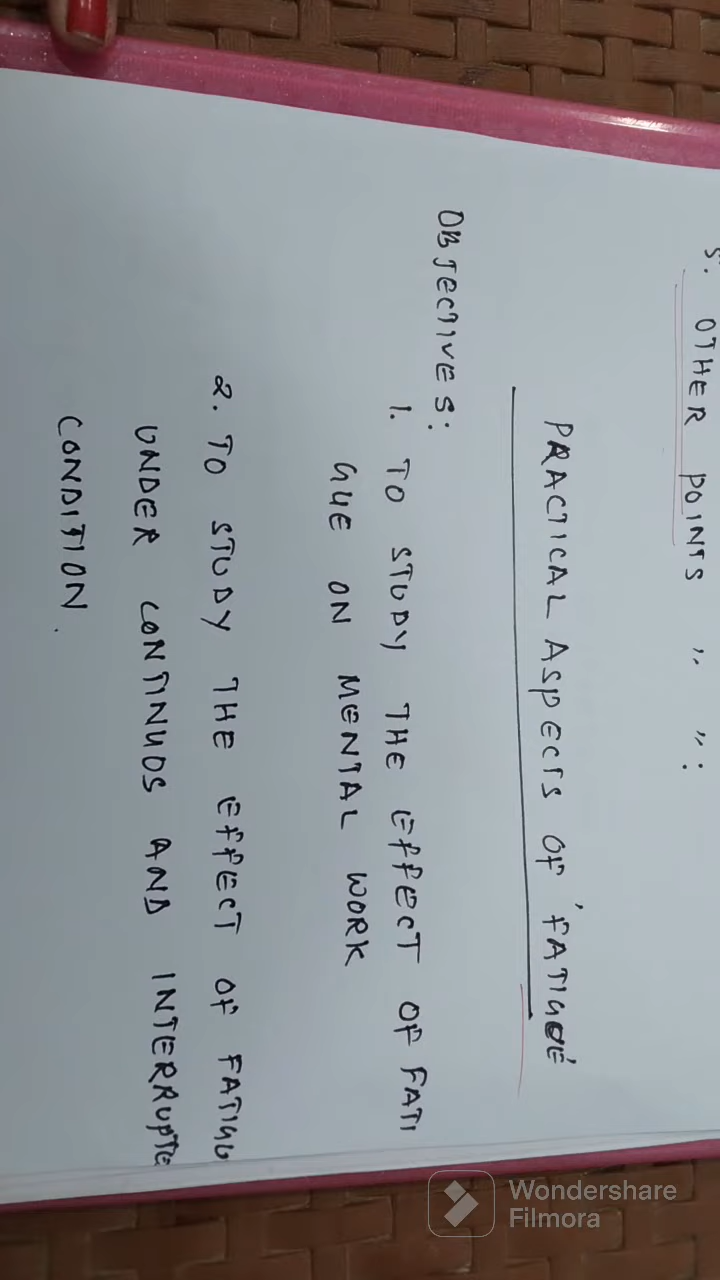 5. OTHER POINTS ,, ,, :
PRACTICAL ASPECTS OF 'FATIGUE'
OBJECTIVES:
1. TO STUDY THE EFFECT OF FATI
GUE ON MENTAL WORK
2. TO STUDY THE EFFECT OF FATIGU
UNDER CONTINUOS AND INTERRUPTE
CONDITION.
Wondershare
Filmora